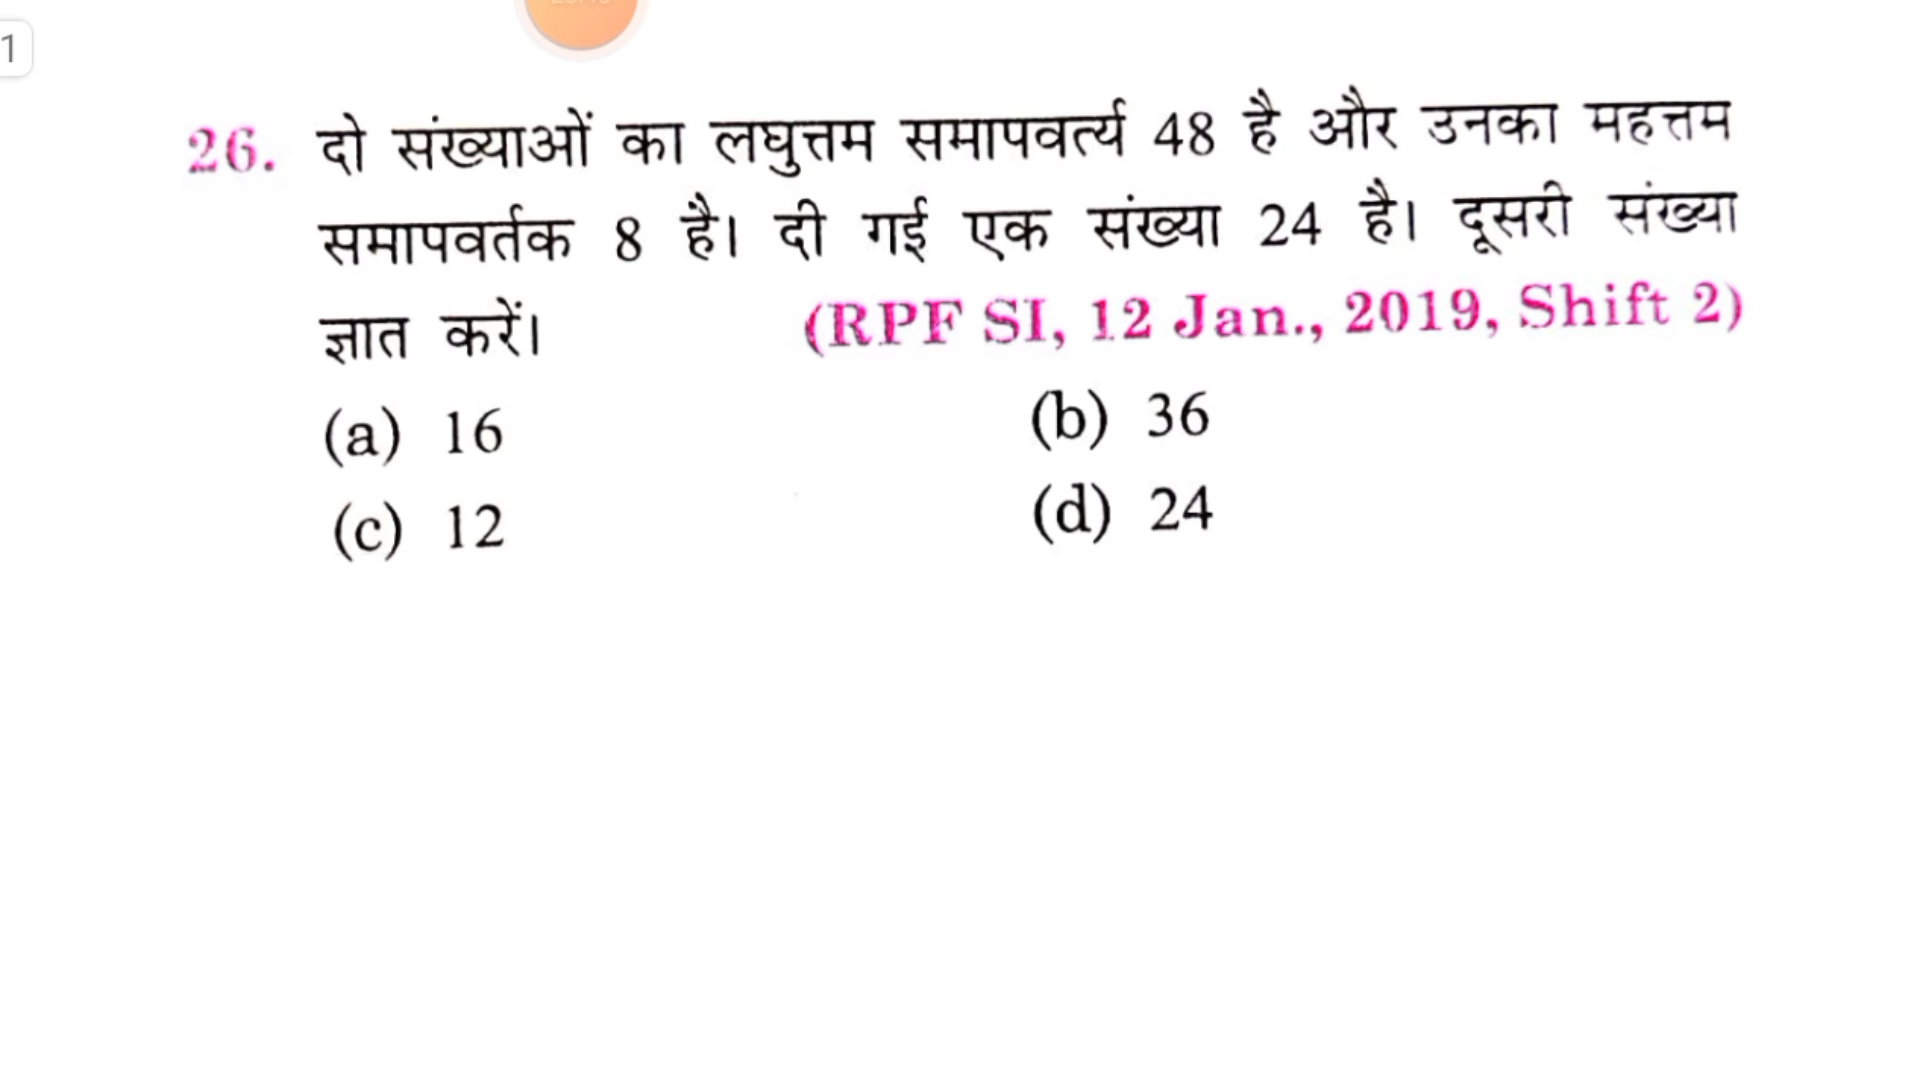 1
26. दो संख्याओं का लघुत्तम समापवर्त्य 48 है और उनका महत्तम
समापवर्तक 8 है। दी गई एक संख्या 24 है। दूसरी संख्या
ज्ञात करें। (RPF SI, 12 Jan., 2019, Shift 2)
(a) 16 (b) 36
(c) 12 (d) 24